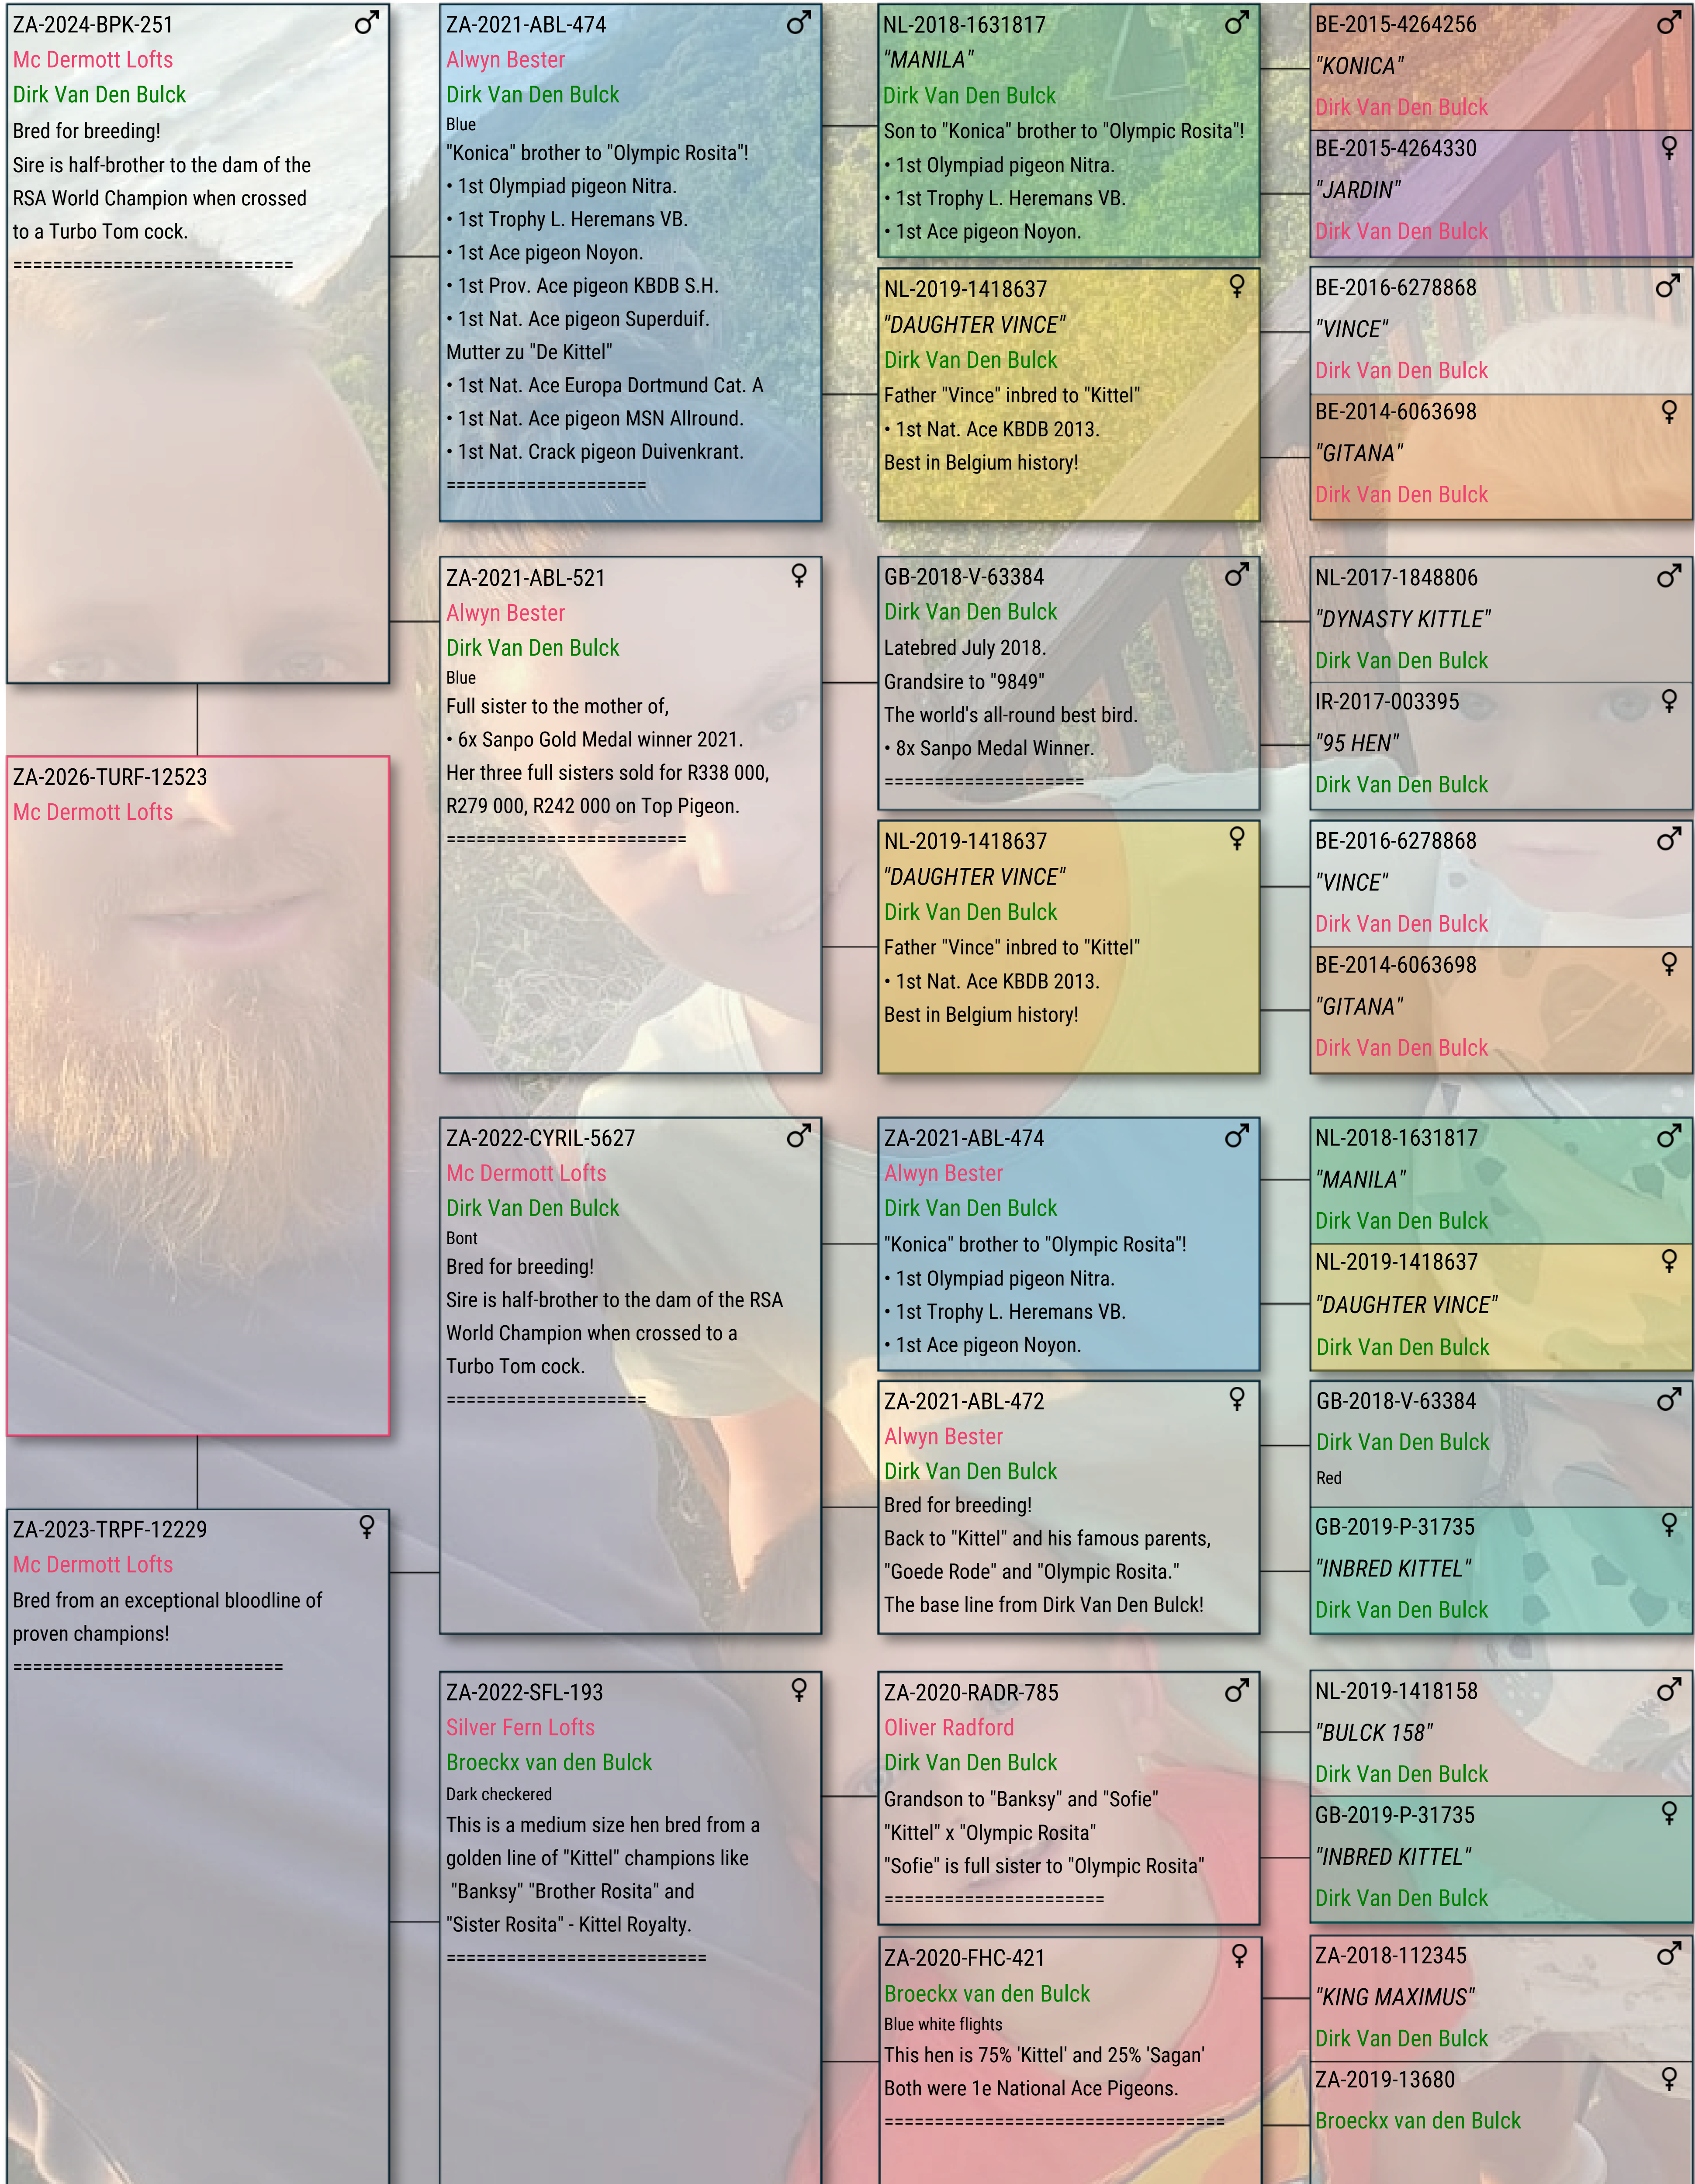 ZA-2024-BPK-251 ♂
Mc Dermott Lofts
Dirk Van Den Bulck
Bred for breeding!
Sire is half-brother to the dam of the
RSA World Champion when crossed
to a Turbo Tom cock.
============================
ZA-2026-TURF-12523
Mc Dermott Lofts
ZA-2023-TRPF-12229 ♀
Mc Dermott Lofts
Bred from an exceptional bloodline of
proven champions!
===========================
ZA-2021-ABL-474 ♂
Alwyn Bester
Dirk Van Den Bulck
Blue
"Konica" brother to "Olympic Rosita"!
• 1st Olympiad pigeon Nitra.
• 1st Trophy L. Heremans VB.
• 1st Ace pigeon Noyon.
• 1st Prov. Ace pigeon KBDB S.H.
• 1st Nat. Ace pigeon Superduif.
Mutter zu "De Kittel"
• 1st Nat. Ace Europa Dortmund Cat. A
• 1st Nat. Ace pigeon MSN Allround.
• 1st Nat. Crack pigeon Duivenkrant.
====================
ZA-2021-ABL-521 ♀
Alwyn Bester
Dirk Van Den Bulck
Blue
Full sister to the mother of,
• 6x Sanpo Gold Medal winner 2021.
Her three full sisters sold for R338 000,
R279 000, R242 000 on Top Pigeon.
========================
ZA-2022-CYRIL-5627 ♂
Mc Dermott Lofts
Dirk Van Den Bulck
Bont
Bred for breeding!
Sire is half-brother to the dam of the RSA
World Champion when crossed to a
Turbo Tom cock.
====================
ZA-2022-SFL-193 ♀
Silver Fern Lofts
Broeckx van den Bulck
Dark checkered
This is a medium size hen bred from a
golden line of "Kittel" champions like
"Banksy" "Brother Rosita" and
"Sister Rosita" - Kittel Royalty.
==========================
NL-2018-1631817 ♂
"MANILA"
Dirk Van Den Bulck
Son to "Konica" brother to "Olympic Rosita"!
• 1st Olympiad pigeon Nitra.
• 1st Trophy L. Heremans VB.
• 1st Ace pigeon Noyon.
NL-2019-1418637 ♀
"DAUGHTER VINCE"
Dirk Van Den Bulck
Father "Vince" inbred to "Kittel"
• 1st Nat. Ace KBDB 2013.
Best in Belgium history!
GB-2018-V-63384 ♂
Dirk Van Den Bulck
Latebred July 2018.
Grandsire to "9849"
The world's all-round best bird.
• 8x Sanpo Medal Winner.
====================
NL-2019-1418637 ♀
"DAUGHTER VINCE"
Dirk Van Den Bulck
Father "Vince" inbred to "Kittel"
• 1st Nat. Ace KBDB 2013.
Best in Belgium history!
ZA-2021-ABL-474 ♂
Alwyn Bester
Dirk Van Den Bulck
"Konica" brother to "Olympic Rosita"!
• 1st Olympiad pigeon Nitra.
• 1st Trophy L. Heremans VB.
• 1st Ace pigeon Noyon.
ZA-2021-ABL-472 ♀
Alwyn Bester
Dirk Van Den Bulck
Bred for breeding!
Back to "Kittel" and his famous parents,
"Goede Rode" and "Olympic Rosita."
The base line from Dirk Van Den Bulck!
ZA-2020-RADR-785 ♂
Oliver Radford
Dirk Van Den Bulck
Grandson to "Banksy" and "Sofie"
"Kittel" x "Olympic Rosita"
"Sofie" is full sister to "Olympic Rosita"
======================
ZA-2020-FHC-421 ♀
Broeckx van den Bulck
Blue white flights
This hen is 75% 'Kittel' and 25% 'Sagan'
Both were 1e National Ace Pigeons.
==================================
BE-2015-4264256 ♂
"KONICA"
Dirk Van Den Bulck
BE-2015-4264330 ♀
"JARDIN"
Dirk Van Den Bulck
BE-2016-6278868 ♂
"VINCE"
Dirk Van Den Bulck
BE-2014-6063698 ♀
"GITANA"
Dirk Van Den Bulck
NL-2017-1848806 ♂
"DYNASTY KITTLE"
Dirk Van Den Bulck
IR-2017-003395 ♀
"95 HEN"
Dirk Van Den Bulck
BE-2016-6278868 ♂
"VINCE"
Dirk Van Den Bulck
BE-2014-6063698 ♀
"GITANA"
Dirk Van Den Bulck
NL-2018-1631817 ♂
"MANILA"
Dirk Van Den Bulck
NL-2019-1418637 ♀
"DAUGHTER VINCE"
Dirk Van Den Bulck
GB-2018-V-63384 ♂
Dirk Van Den Bulck
Red
GB-2019-P-31735 ♀
"INBRED KITTEL"
Dirk Van Den Bulck
NL-2019-1418158 ♂
"BULCK 158"
Dirk Van Den Bulck
GB-2019-P-31735 ♀
"INBRED KITTEL"
Dirk Van Den Bulck
ZA-2018-112345 ♂
"KING MAXIMUS"
Dirk Van Den Bulck
ZA-2019-13680 ♀
Broeckx van den Bulck